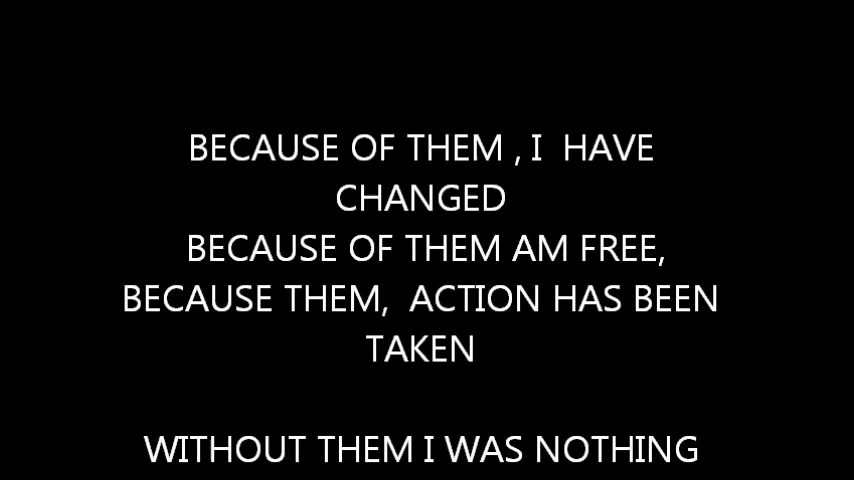 BECAUSE OF THEM , I  HAVE
CHANGED
BECAUSE OF THEM AM FREE,
BECAUSE THEM,  ACTION HAS BEEN
TAKEN
WITHOUT THEM I WAS NOTHING